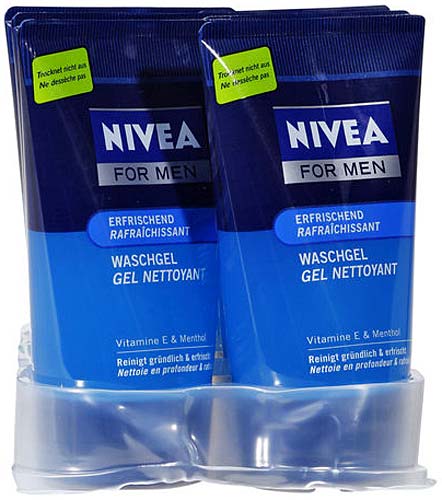 Trocknet nicht aus
Ne dessèche pas
NIVEA
FOR MEN
ERFRISCHEND
RAFRAÎCHISSANT
WASCHGEL
GEL NETTOYANT
Vitamine E & Menthol
Reinigt gründlich & erfrischt
Nettoie en profondeur &
Trocknet nicht aus
Ne dessèche pas
NIVEA
FOR MEN
ERFRISCHEND
RAFRAÎCHISSANT
WASCHGEL
GEL NETTOYANT
Vitamine E & Menthol
Reinigt gründlich &
Nettoie en profondeur &